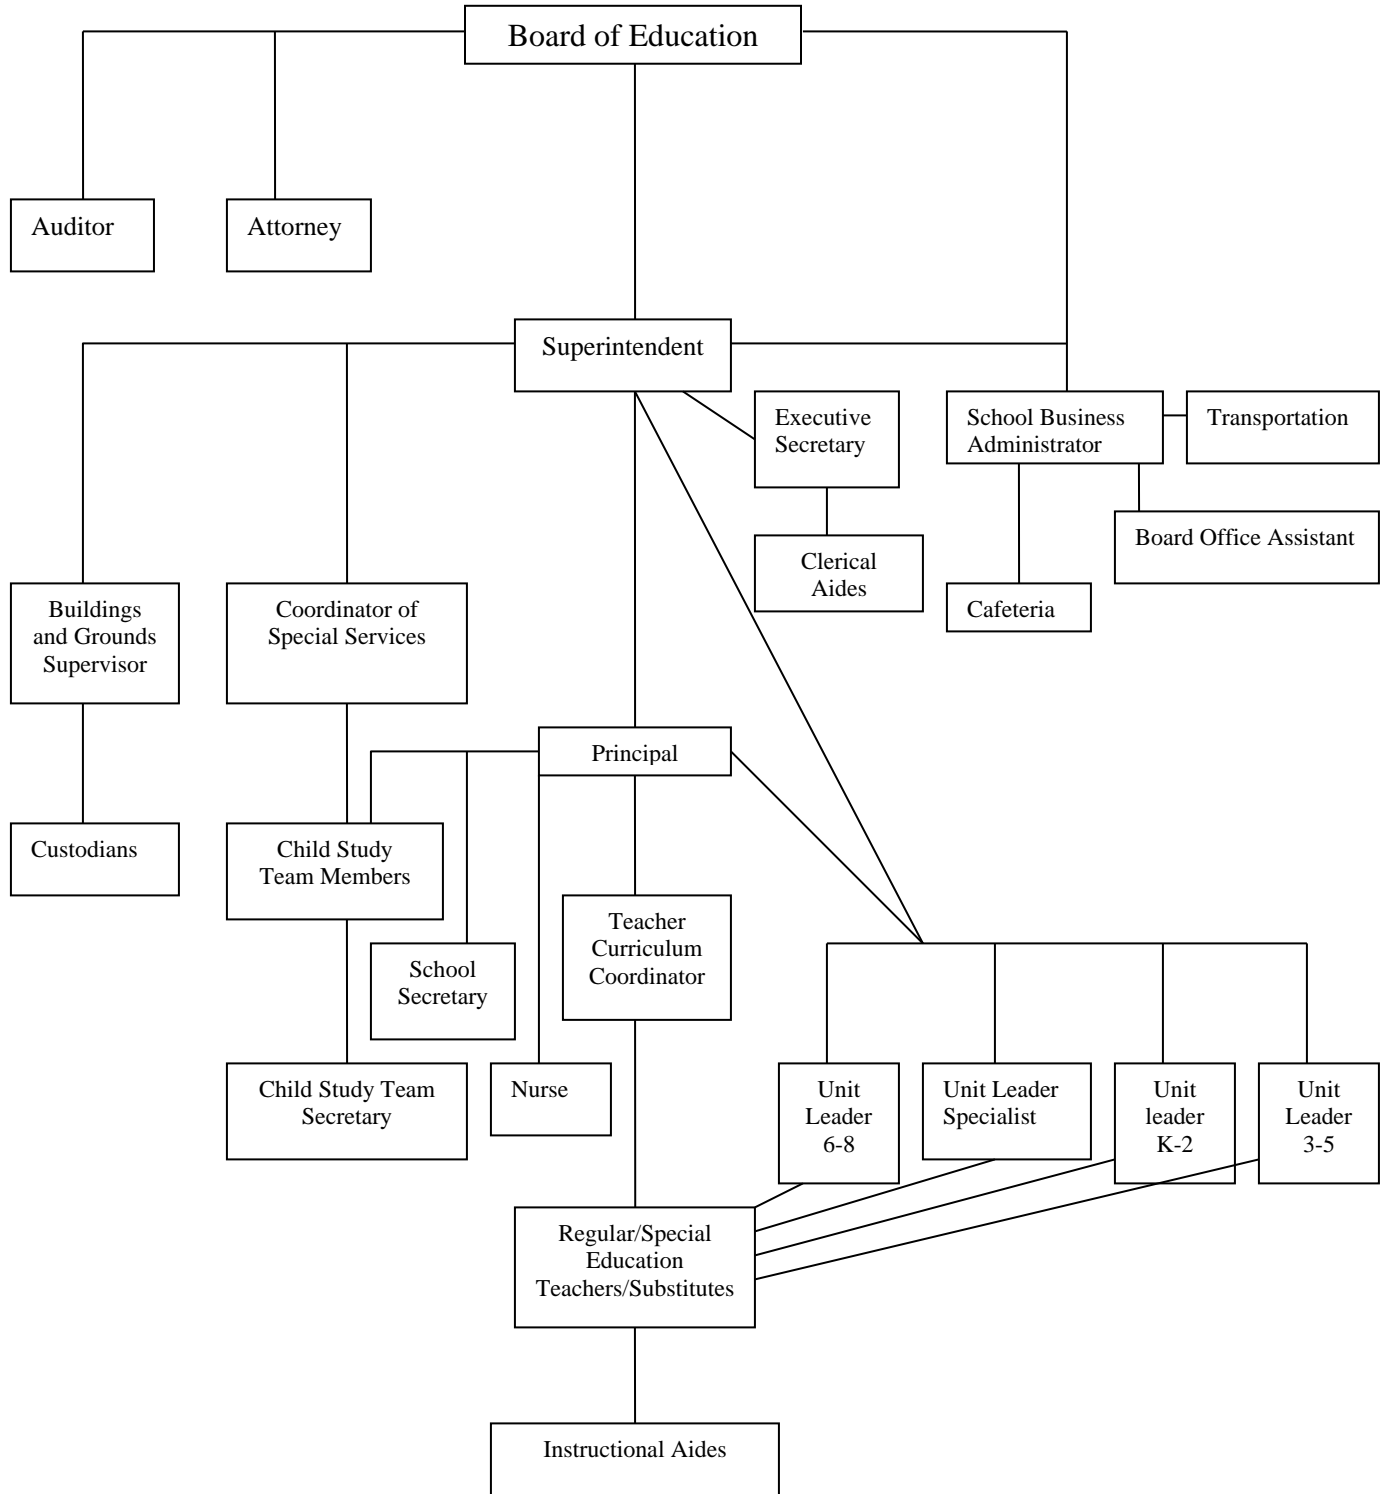 Board of Education
Auditor
Attorney
Superintendent
Executive
Secretary
School Business
Administrator
Transportation
Clerical
Aides
Board Office Assistant
Cafeteria
Buildings
and Grounds
Supervisor
Coordinator of
Special Services
Principal
Custodians
Child Study
Team Members
Teacher
Curriculum
Coordinator
School
Secretary
Child Study Team
Secretary
Nurse
Unit
Leader
6-8
Unit Leader
Specialist
Unit
leader
K-2
Unit
Leader
3-5
Regular/Special
Education
Teachers/Substitutes
Instructional Aides